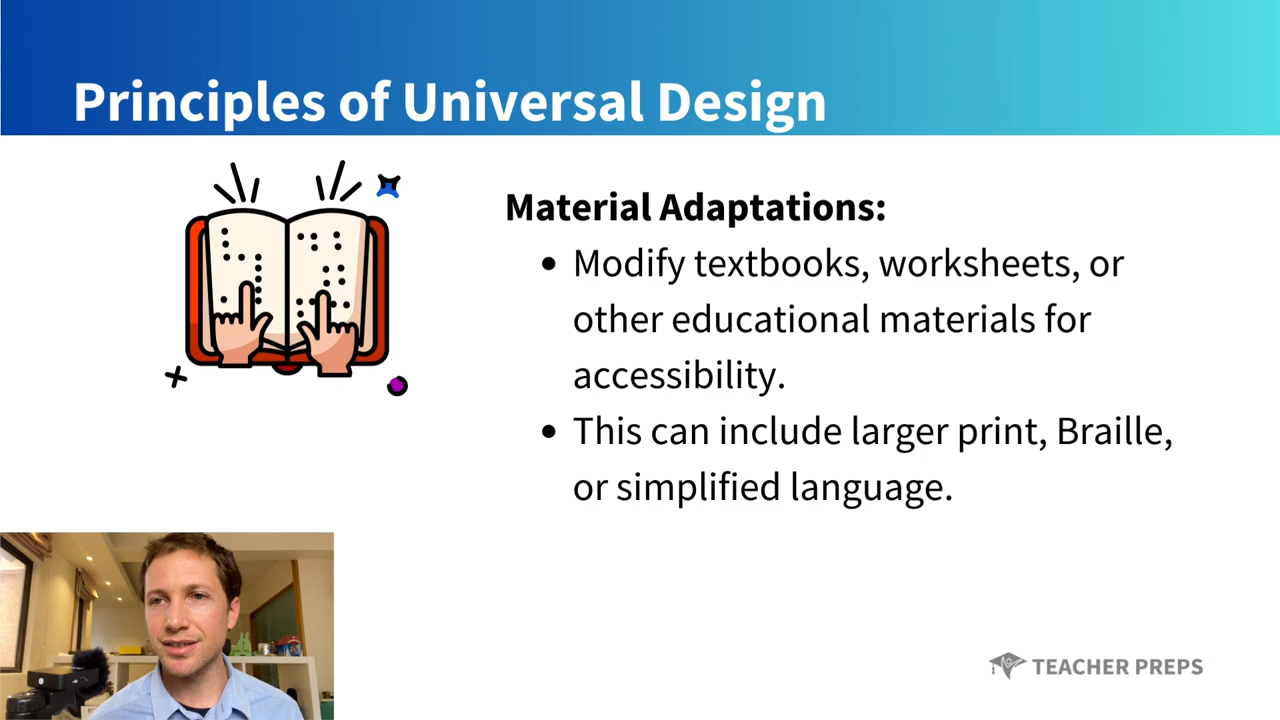 Principles of Universal Design
Material Adaptations:
• Modify textbooks, worksheets, or
other educational materials for
accessibility.
• This can include larger print, Braille,
or simplified language.
TEACHER PREPS